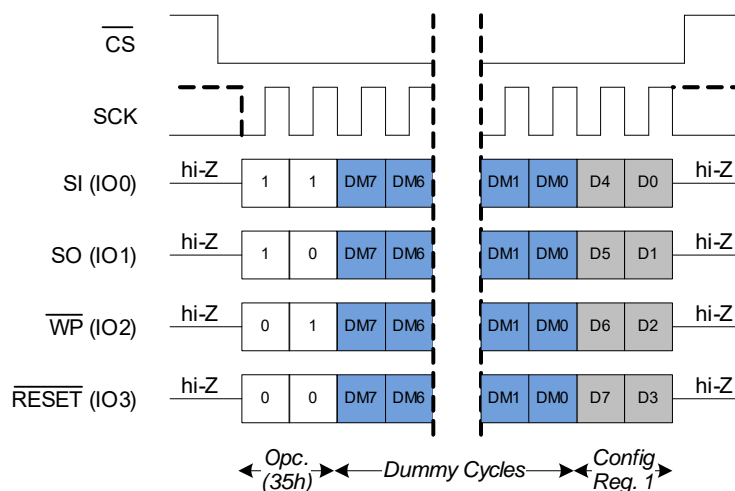 CS
SCK
hi-Z hi-Z
SI (IO0) 1 1 DM7 DM6 DM1 DM0 D4 D0
hi-Z hi-Z
SO (IO1) 1 0 DM7 DM6 DM1 DM0 D5 D1
hi-Z hi-Z
WP (IO2) 0 1 DM7 DM6 DM1 DM0 D6 D2
hi-Z hi-Z
RESET (IO3) 0 0 DM7 DM6 DM1 DM0 D7 D3
Opc. Config
(35h) Dummy Cycles Reg. 1